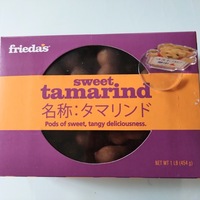 frieda's
sweet
tamarind
名称：タマリンド
Pods of sweet, tangy deliciousness.
NET WT 1 LB (454 g)